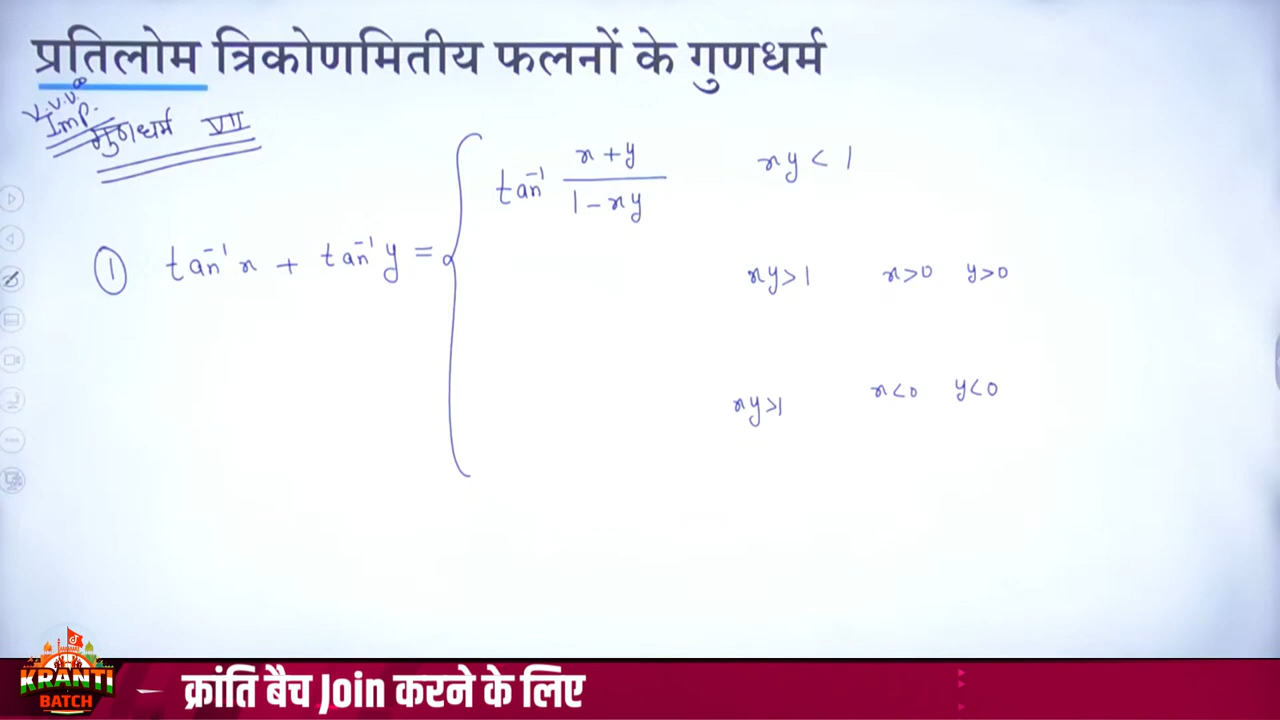 प्रतिलोम त्रिकोणमितीय फलनों के गुणधर्म
V.V.V.
Imp.
गुणधर्म VII
① tan⁻¹x + tan⁻¹y = { tan⁻¹ (x+y)/(1-xy) xy < 1
xy>1 x>0 y>0
xy>1 x<0 y<0
KRANTI
BATCH
क्रांति बैच Join करने के लिए